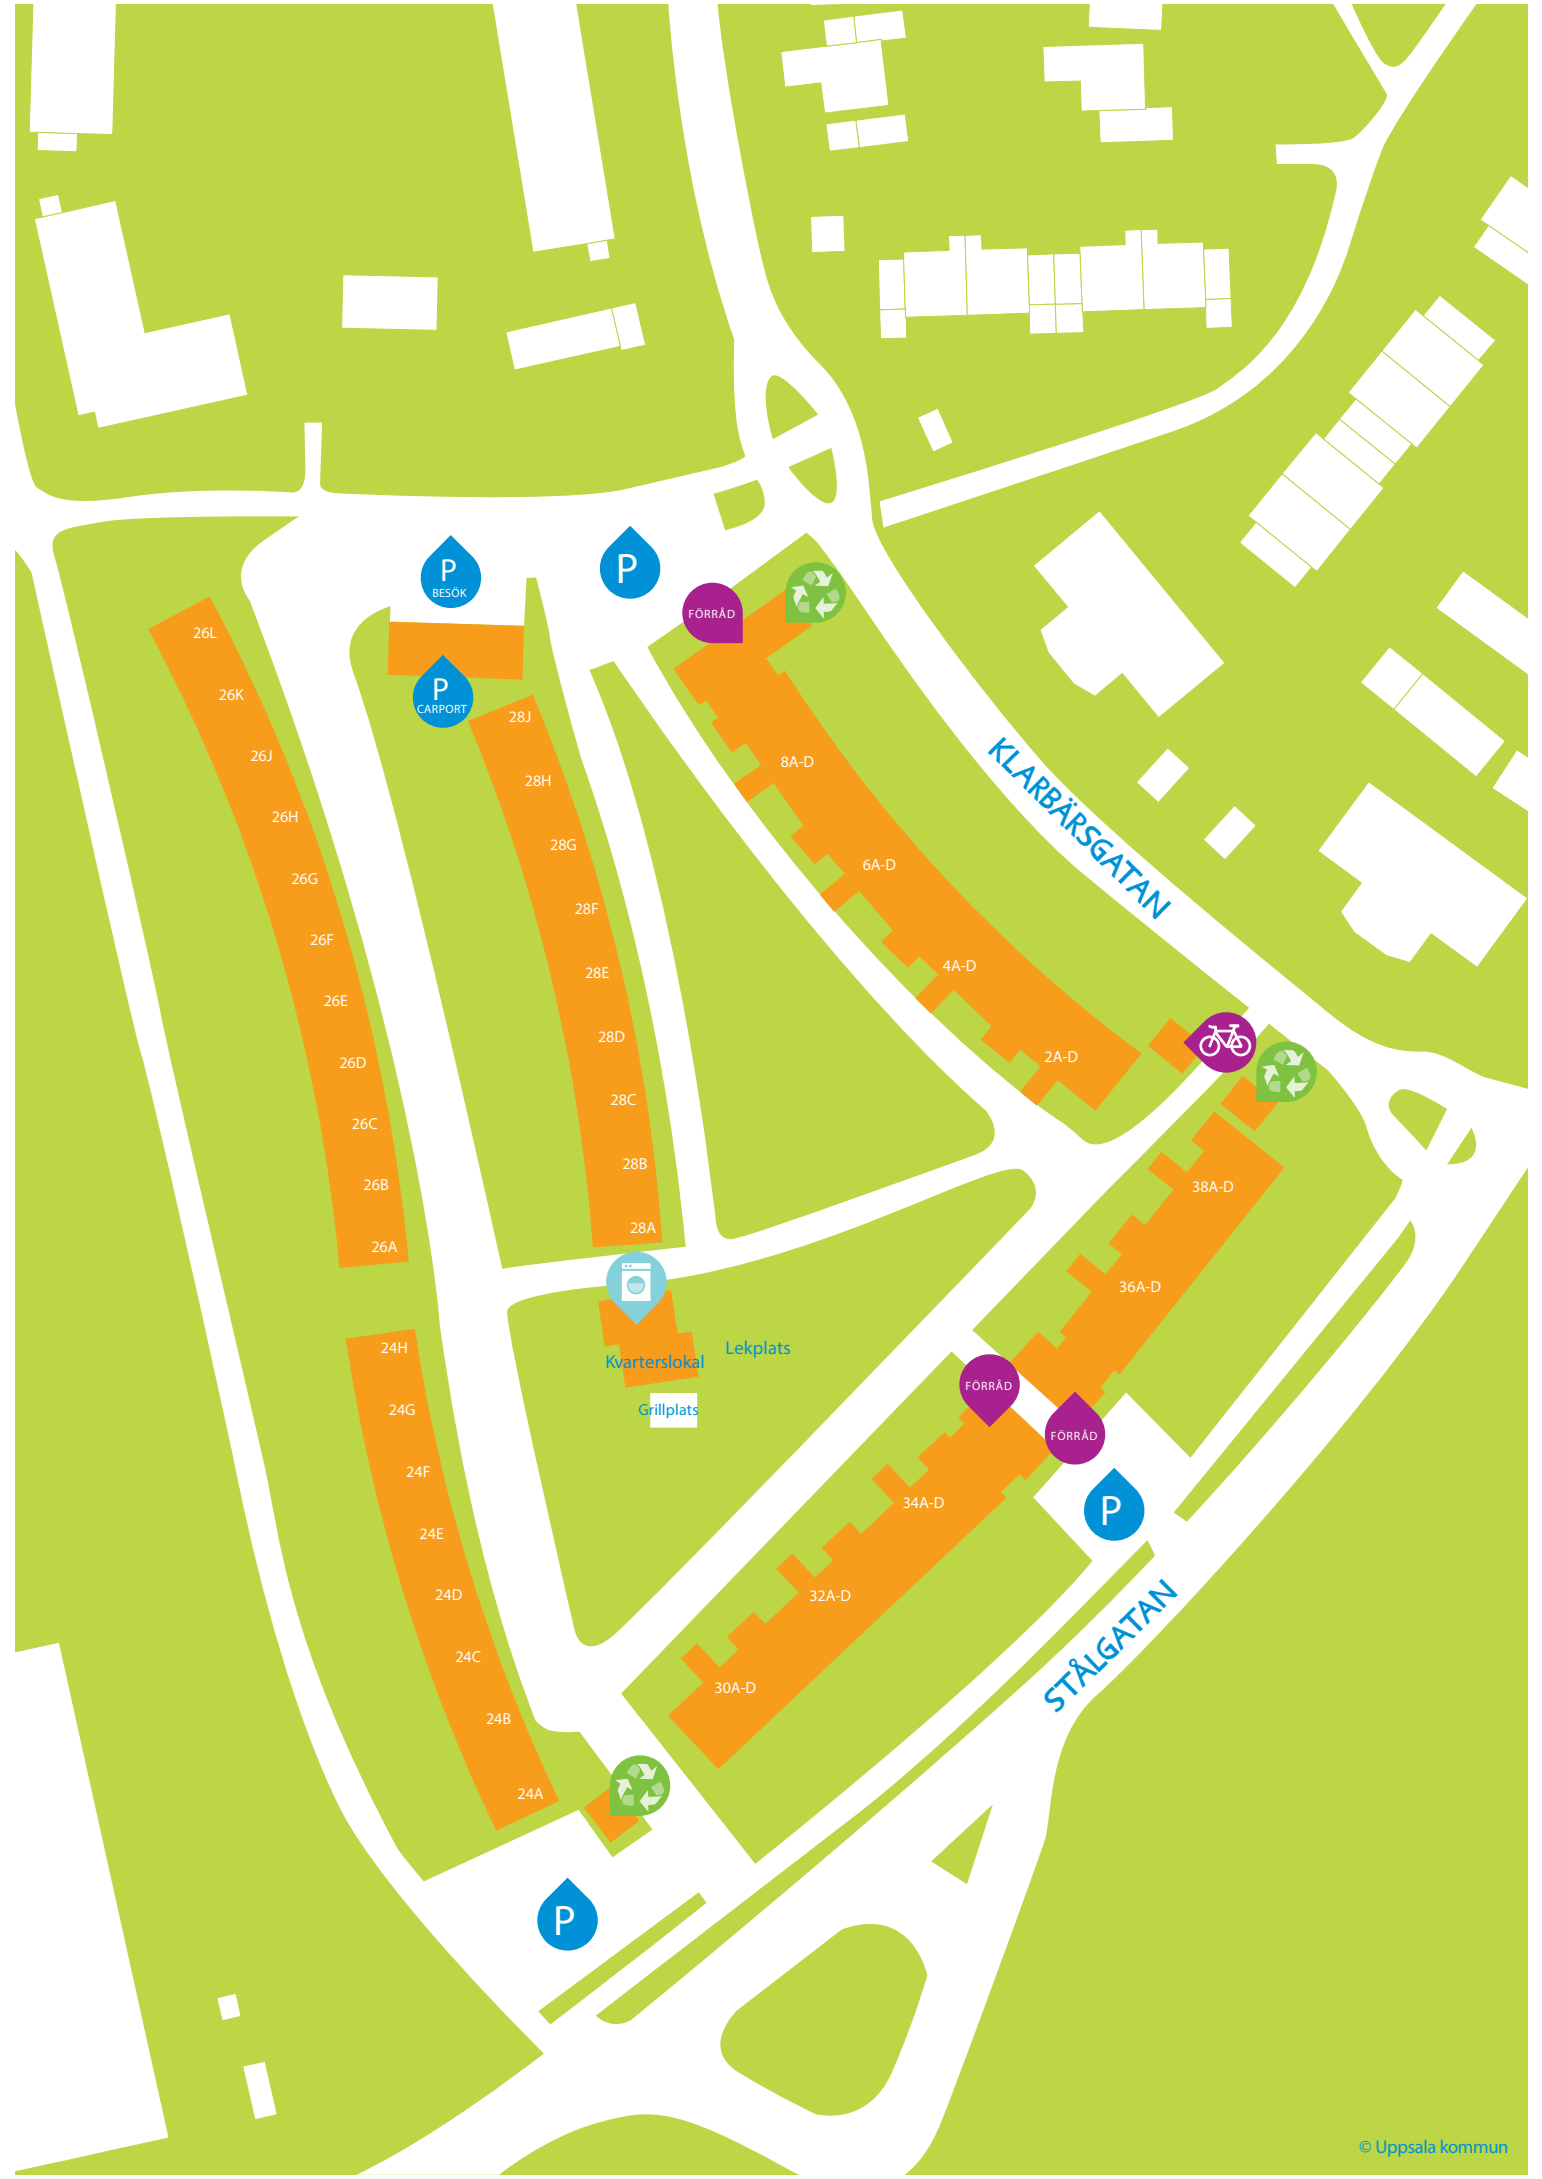 P
BESÖK
P
FÖRRÅD
P
CARPORT
26L
26K
26J
26H
26G
26F
26E
26D
26C
26B
26A
28J
28H
28G
28F
28E
28D
28C
28B
28A
8A-D
6A-D
4A-D
2A-D
KLARBÄRSGATAN
38A-D
36A-D
FÖRRÅD
FÖRRÅD
P
34A-D
32A-D
30A-D
Kvarterslokal
Lekplats
Grillplats
24H
24G
24F
24E
24D
24C
24B
24A
P
STÅLGATAN
© Uppsala kommun